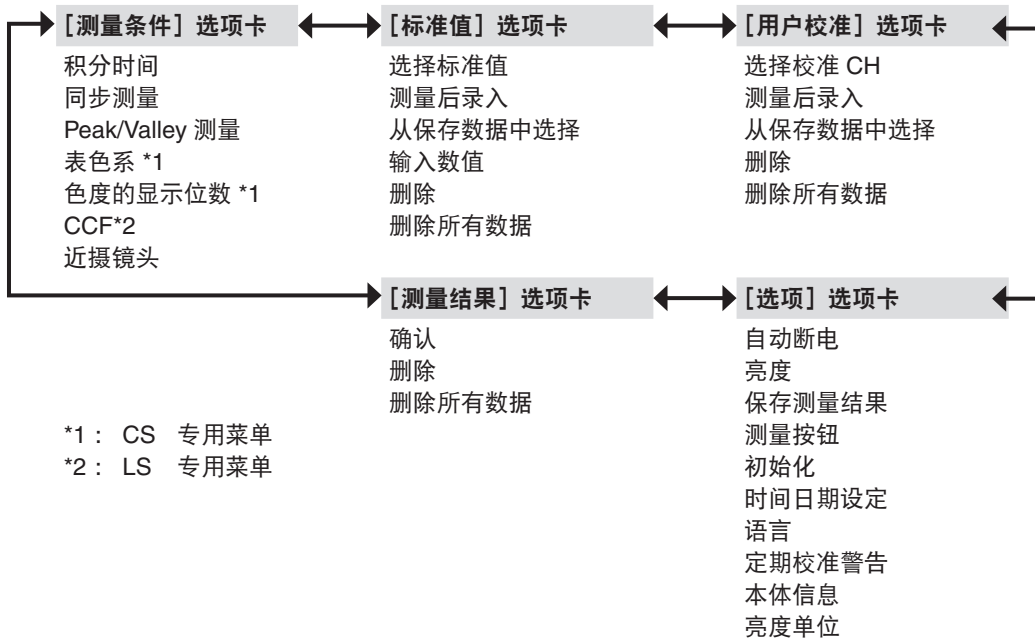 [测量条件] 选项卡
积分时间
同步测量
Peak/Valley 测量
表色系 *1
色度的显示位数 *1
CCF*2
近摄镜头
[标准值] 选项卡
选择标准值
测量后录入
从保存数据中选择
输入数值
删除
删除所有数据
[用户校准] 选项卡
选择校准 CH
测量后录入
从保存数据中选择
删除
删除所有数据
[测量结果] 选项卡
确认
删除
删除所有数据
[选项] 选项卡
自动断电
亮度
保存测量结果
测量按钮
初始化
时间日期设定
语言
定期校准警告
本体信息
亮度单位
*1： CS 专用菜单
*2： LS 专用菜单